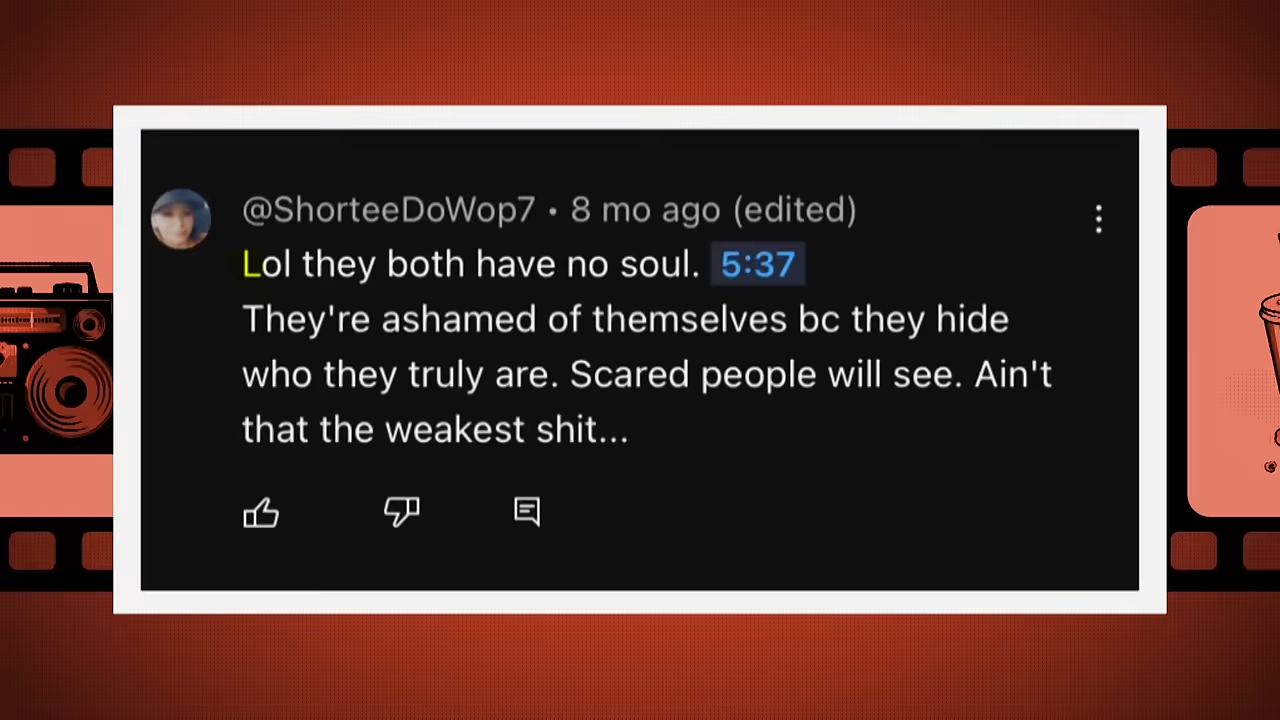 @ShorteeDoWop7 • 8 mo ago (edited)
Lol they both have no soul. 5:37
They're ashamed of themselves bc they hide
who they truly are. Scared people will see. Ain't
that the weakest shit...